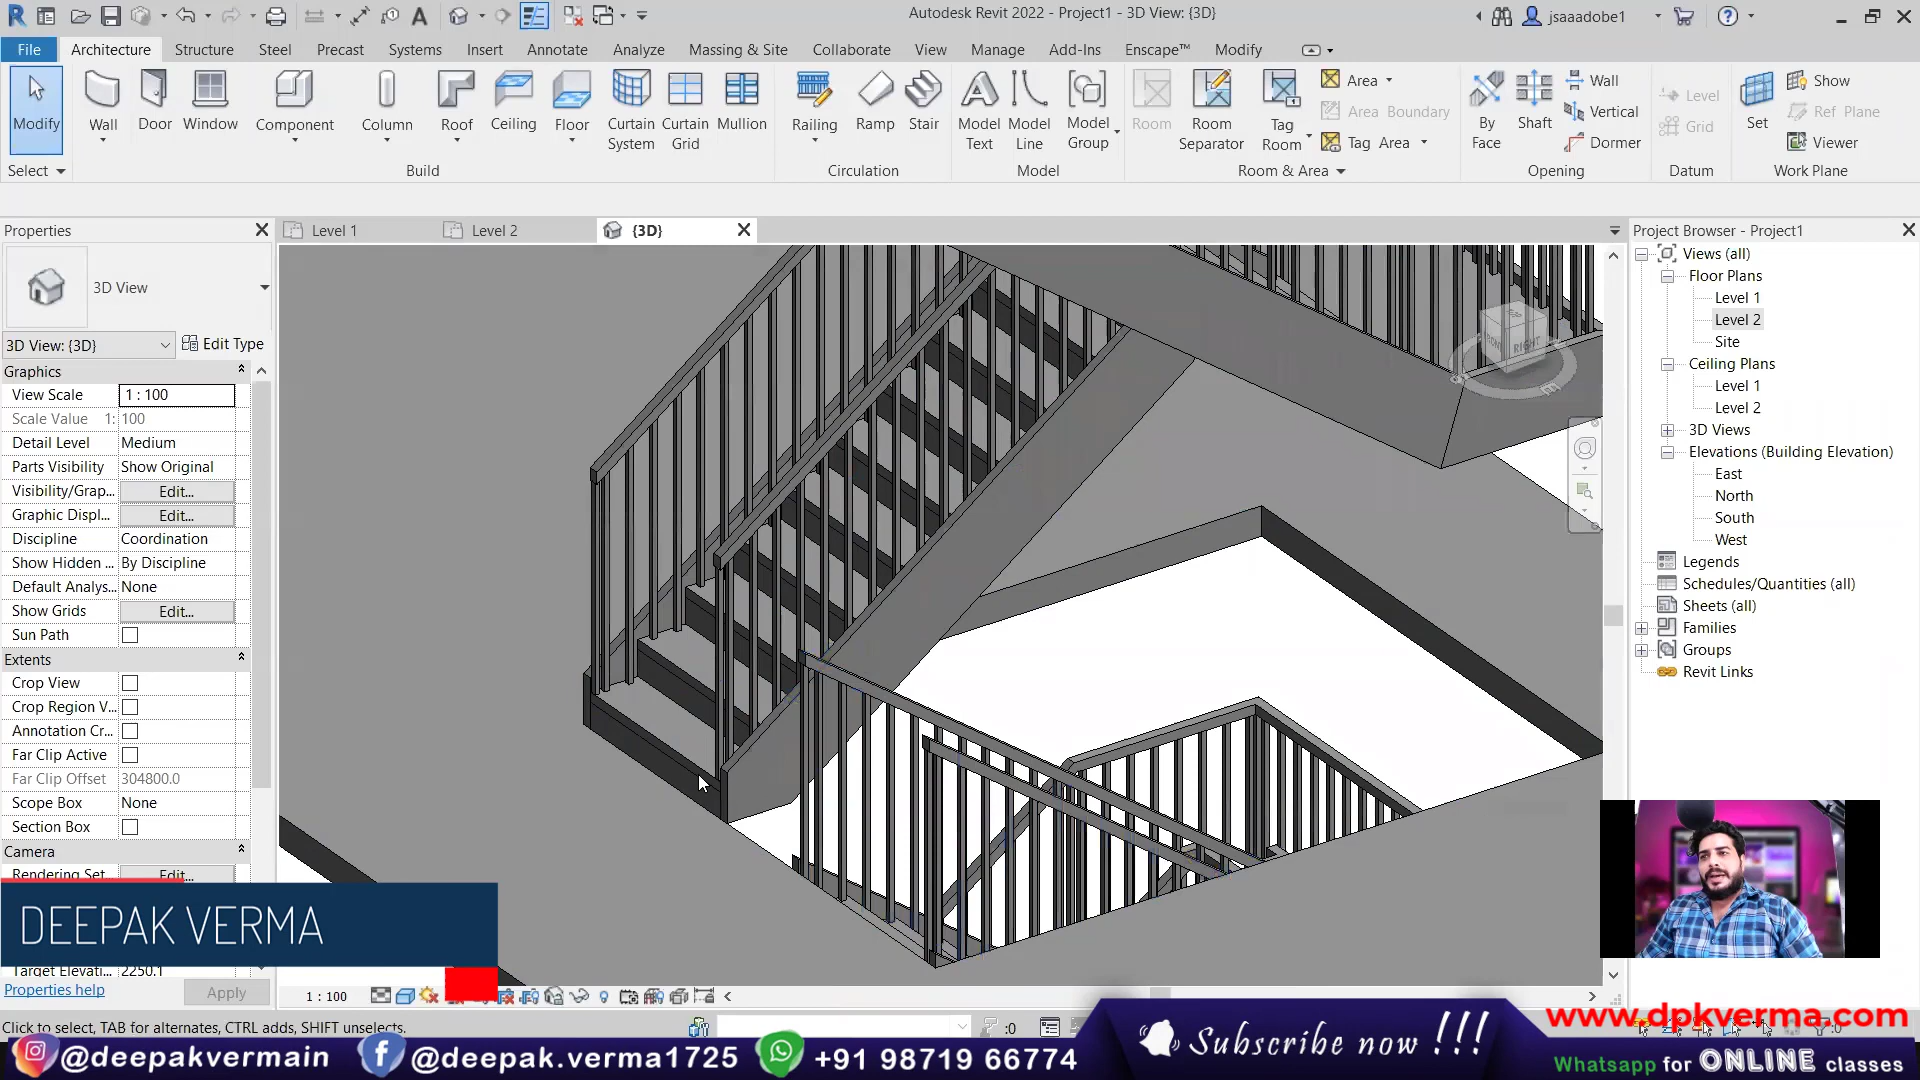 Autodesk Revit 2022 - Project1 - 3D View: {3D}
jsaaadobe1
File Architecture Structure Steel Precast Systems Insert Annotate Analyze Massing & Site Collaborate View Manage Add-Ins Enscape™ Modify
Modify
Wall
Door
Window
Component
Column
Roof
Ceiling
Floor
Curtain System
Curtain Grid
Mullion
Railing
Ramp
Stair
Model Text
Model Line
Model Group
Room
Room Separator
Tag Room
Area
Area Boundary
Tag Area
By Face
Shaft
Wall
Vertical
Dormer
Level
Grid
Set
Show
Ref Plane
Viewer
Select Build Circulation Model Room & Area Opening Datum Work Plane
Properties
Level 1
Level 2
{3D}
Project Browser - Project1
3D View
3D View: {3D} Edit Type
Graphics
View Scale 1 : 100
Scale Value 1: 100
Detail Level Medium
Parts Visibility Show Original
Visibility/Grap... Edit...
Graphic Displ... Edit...
Discipline Coordination
Show Hidden ... By Discipline
Default Analys... None
Show Grids Edit...
Sun Path
Extents
Crop View
Crop Region V...
Annotation Cr...
Far Clip Active
Far Clip Offset 304800.0
Scope Box None
Section Box
Camera
Rendering Set... Edit...
Target Elevati... 2250.1
Properties help Apply
RIGHT
Views (all)
Floor Plans
Level 1
Level 2
Site
Ceiling Plans
Level 1
Level 2
3D Views
Elevations (Building Elevation)
East
North
South
West
Legends
Schedules/Quantities (all)
Sheets (all)
Families
Groups
Revit Links
DEEPAK VERMA
1 : 100
Click to select, TAB for alternates, CTRL adds, SHIFT unselects.
:0
:0
www.dpkverma.com
@deepakvermain @deepak.verma1725 +91 98719 66774
Subscribe now !!!
Whatsapp for ONLINE classes